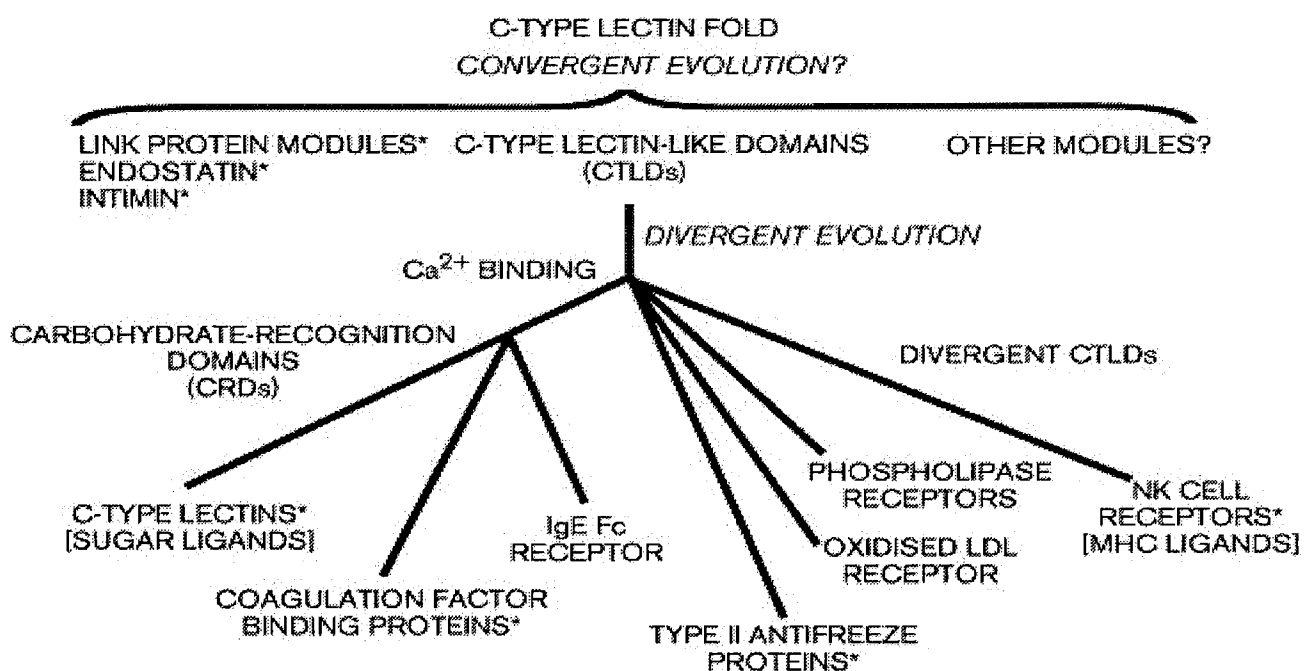 C-TYPE LECTIN FOLD
CONVERGENT EVOLUTION?
LINK PROTEIN MODULES*
ENDOSTATIN*
INTIMIN*
C-TYPE LECTIN-LIKE DOMAINS
(CTLDs)
OTHER MODULES?
DIVERGENT EVOLUTION
Ca2+ BINDING
CARBOHYDRATE-RECOGNITION
DOMAINS
(CRDs)
DIVERGENT CTLDs
C-TYPE LECTINS*
[SUGAR LIGANDS]
COAGULATION FACTOR
BINDING PROTEINS*
IgE Fc
RECEPTOR
TYPE II ANTIFREEZE
PROTEINS*
OXIDISED LDL
RECEPTOR
PHOSPHOLIPASE
RECEPTORS
NK CELL
RECEPTORS*
[MHC LIGANDS]